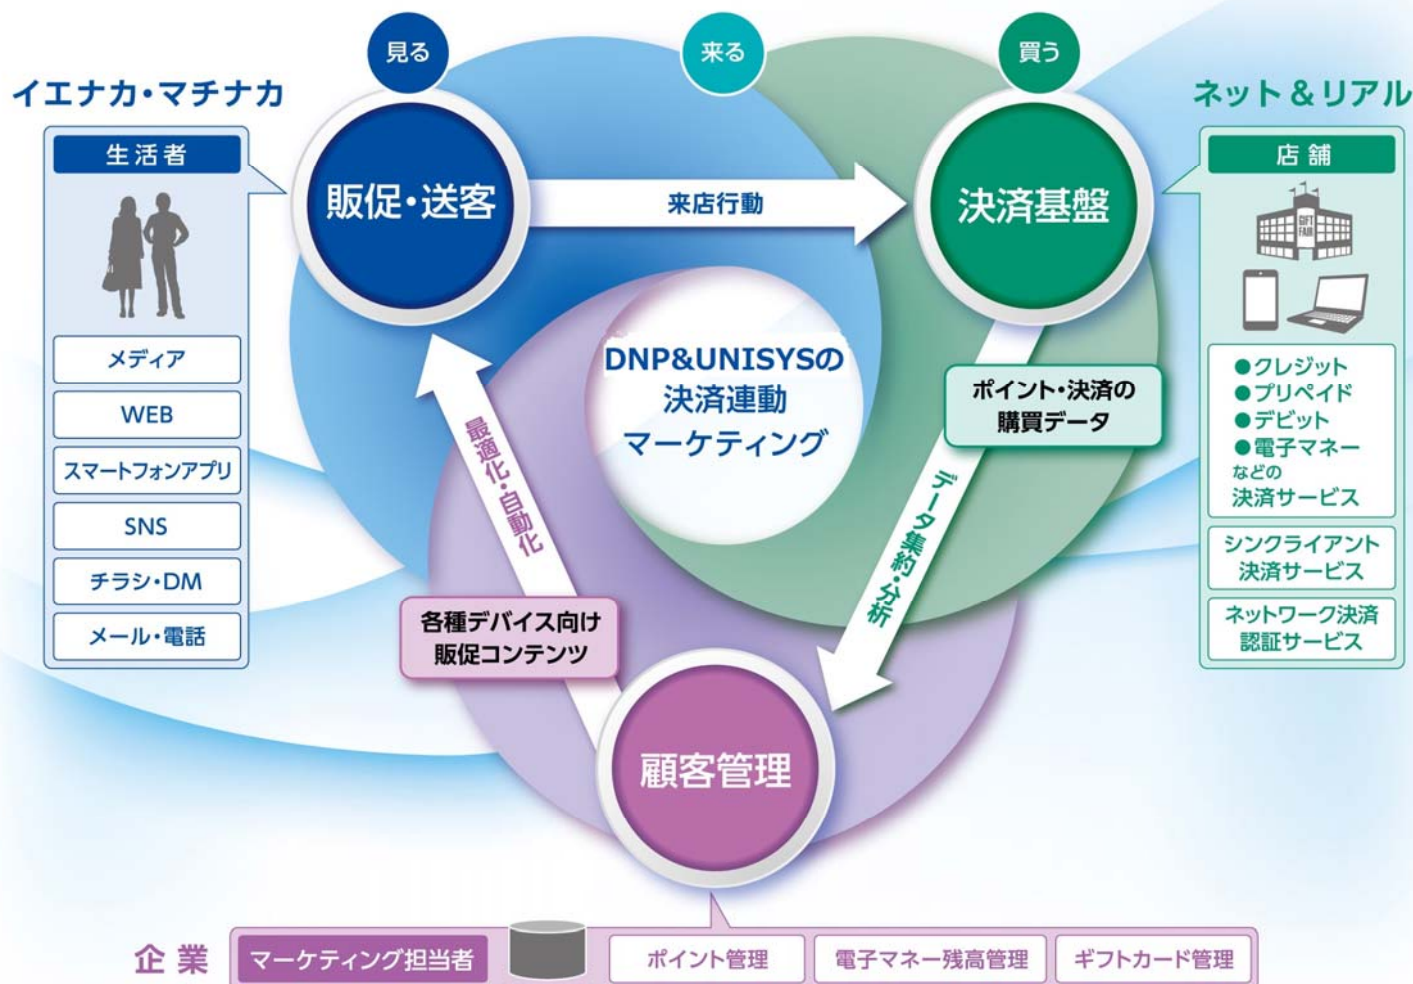 見る
来る
買う
イエナカ・マチナカ
ネット＆リアル
生活者
店舗
GIFT
FAIR
販促・送客
来店行動
決済基盤
DNP&UNISYSの
決済連動
マーケティング
メディア
WEB
スマートフォンアプリ
SNS
チラシ・DM
メール・電話
ポイント・決済の
購買データ
●クレジット
●プリペイド
●デビット
●電子マネー
などの
決済サービス
シンクライアント
決済サービス
ネットワーク決済
認証サービス
最適化・自動化
データ集約・分析
各種デバイス向け
販促コンテンツ
顧客管理
企業
マーケティング担当者
ポイント管理
電子マネー残高管理
ギフトカード管理